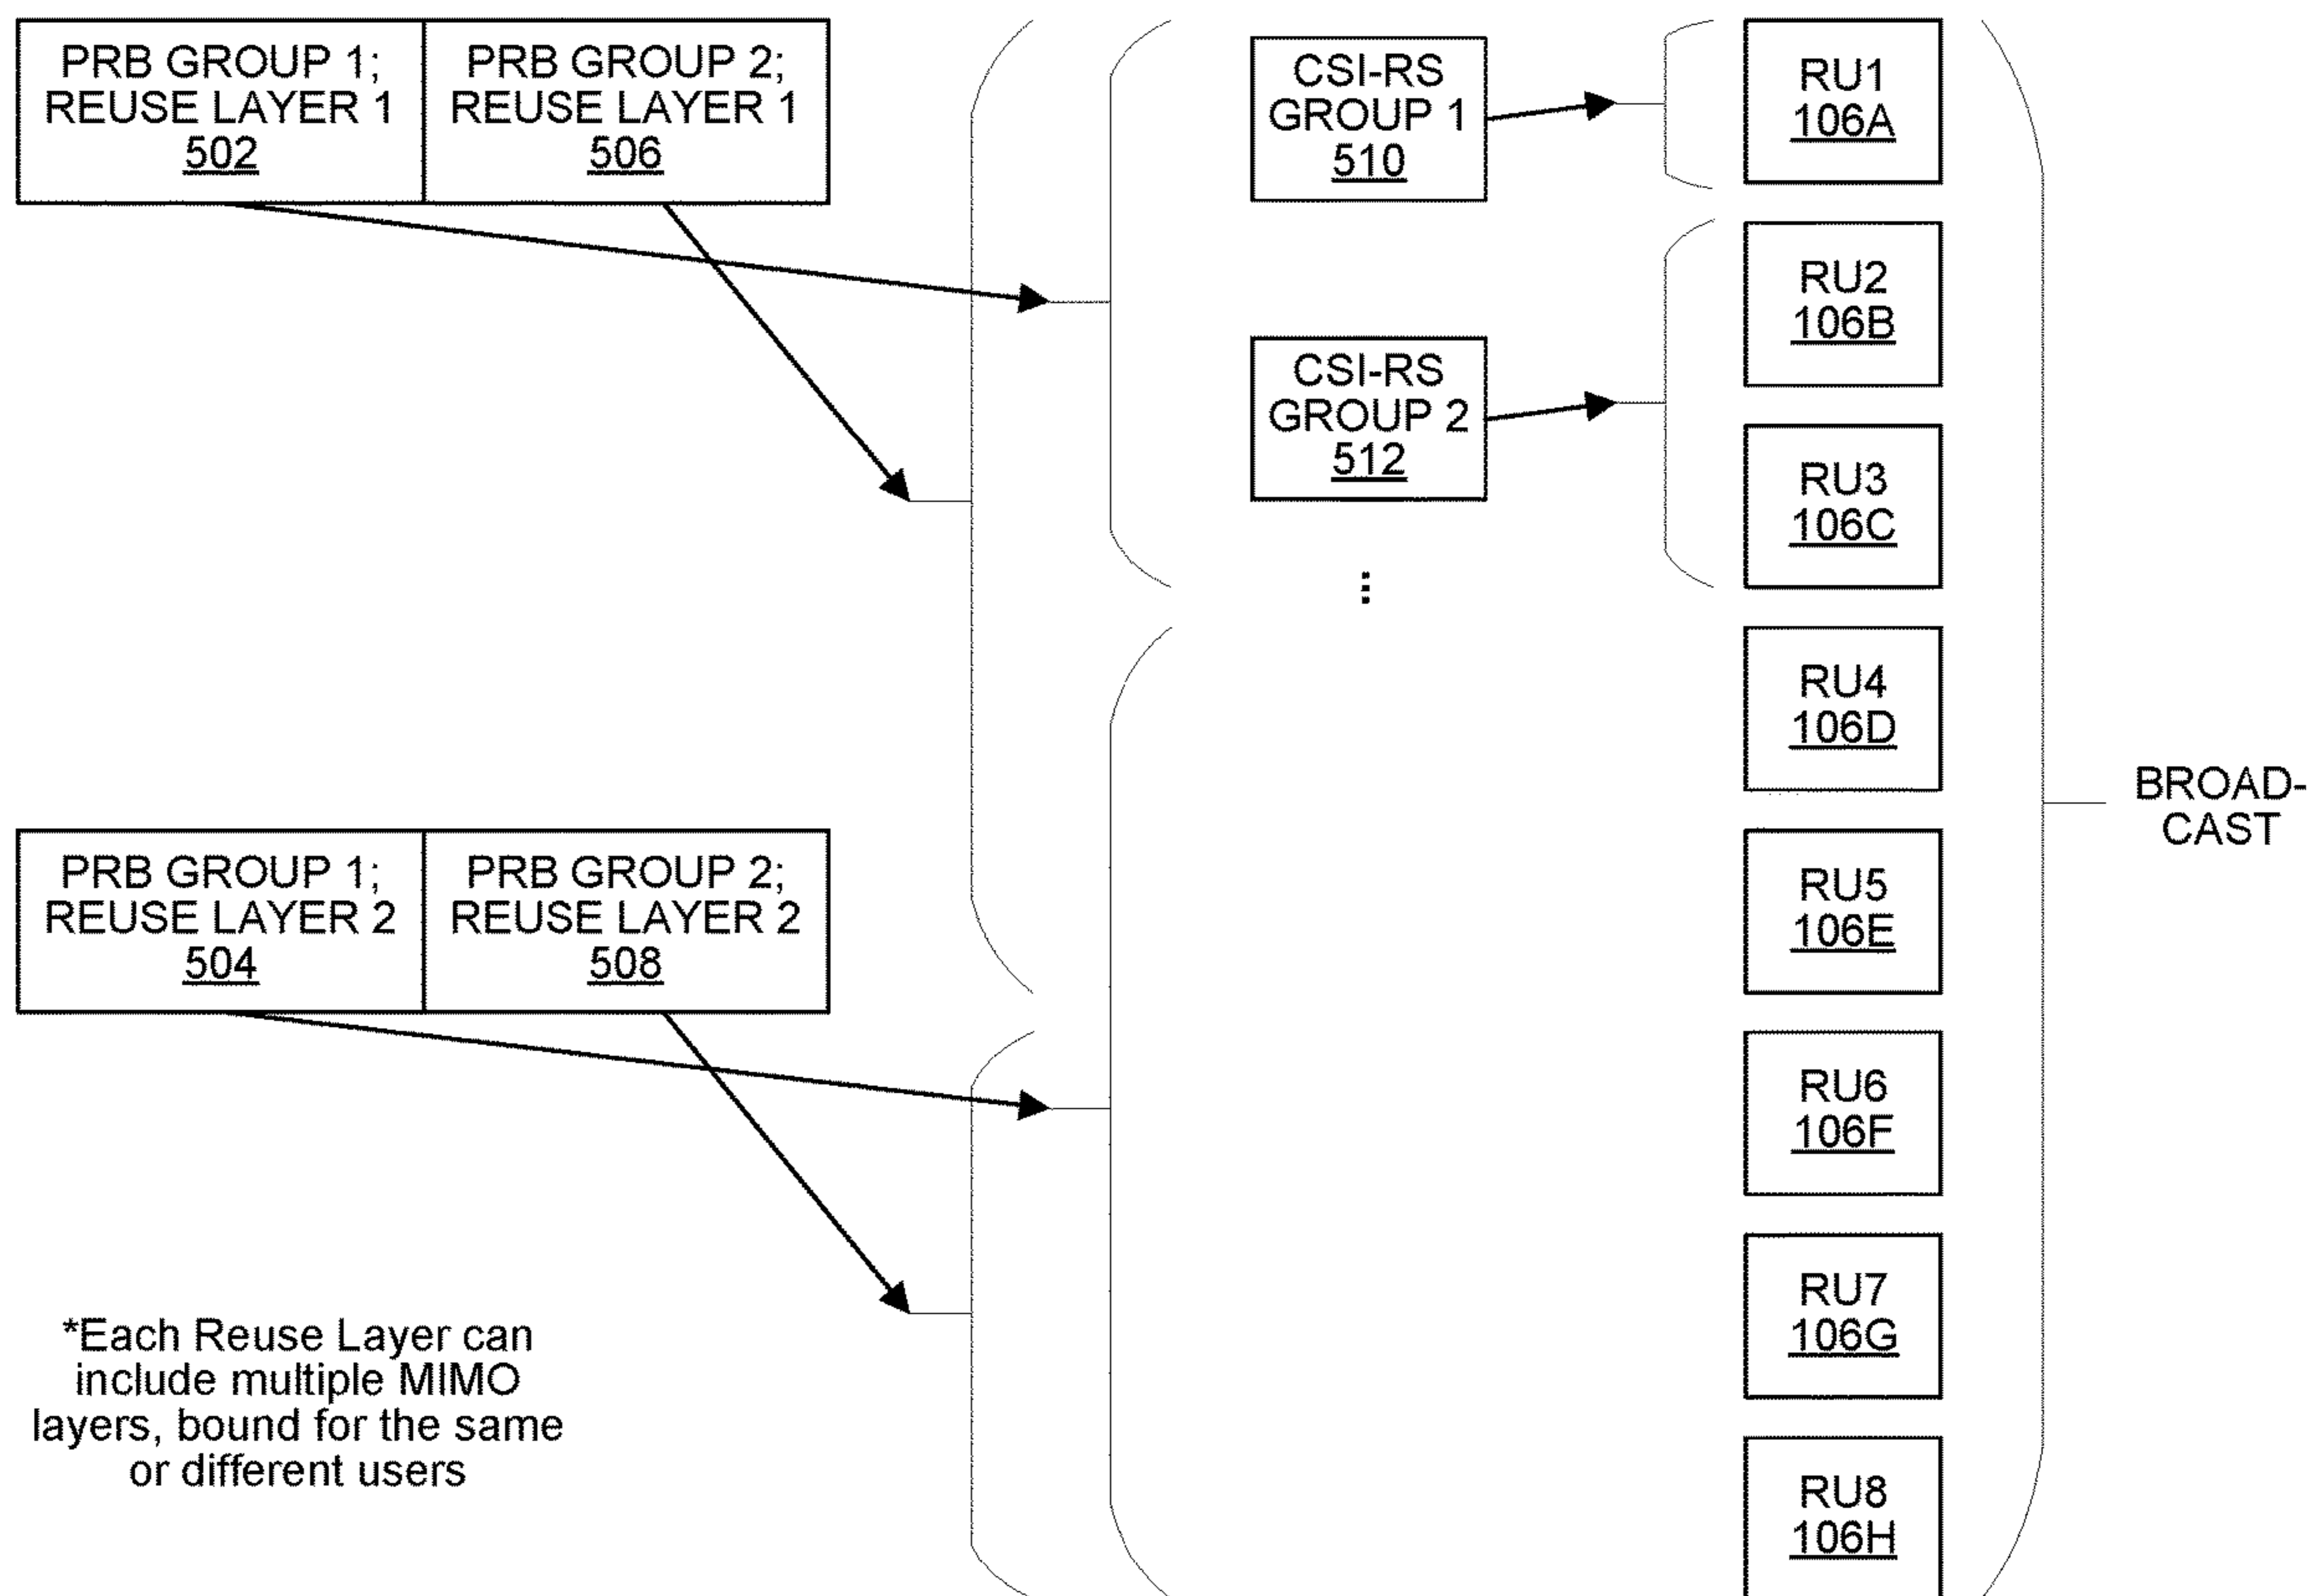 PRB GROUP 1;
REUSE LAYER 1
502
PRB GROUP 2;
REUSE LAYER 1
506
CSI-RS
GROUP 1
510
RU1
106A
RU2
106B
CSI-RS
GROUP 2
512
RU3
106C
...
RU4
106D
BROAD-
CAST
PRB GROUP 1;
REUSE LAYER 2
504
PRB GROUP 2;
REUSE LAYER 2
508
RU5
106E
RU6
106F
RU7
106G
*Each Reuse Layer can
include multiple MIMO
layers, bound for the same
or different users
RU8
106H